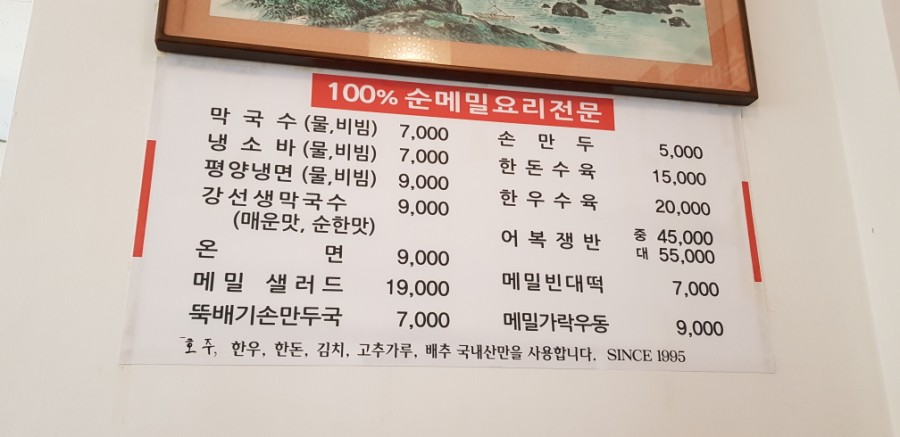 100% 순메밀요리전문
막국수 (물,비빔) 7,000
냉소바 (물,비빔) 7,000
평양냉면 (물,비빔) 9,000
강선생막국수 9,000
(매운맛, 순한맛)
온면 9,000
메밀 샐러드 19,000
뚝배기손만두국 7,000
손만두 5,000
한돈수육 15,000
한우수육 20,000
어복쟁반 중 45,000
대 55,000
메밀빈대떡 7,000
메밀가락우동 9,000
호주, 한우, 한돈, 김치, 고추가루, 배추 국내산만을 사용합니다. SINCE 1995